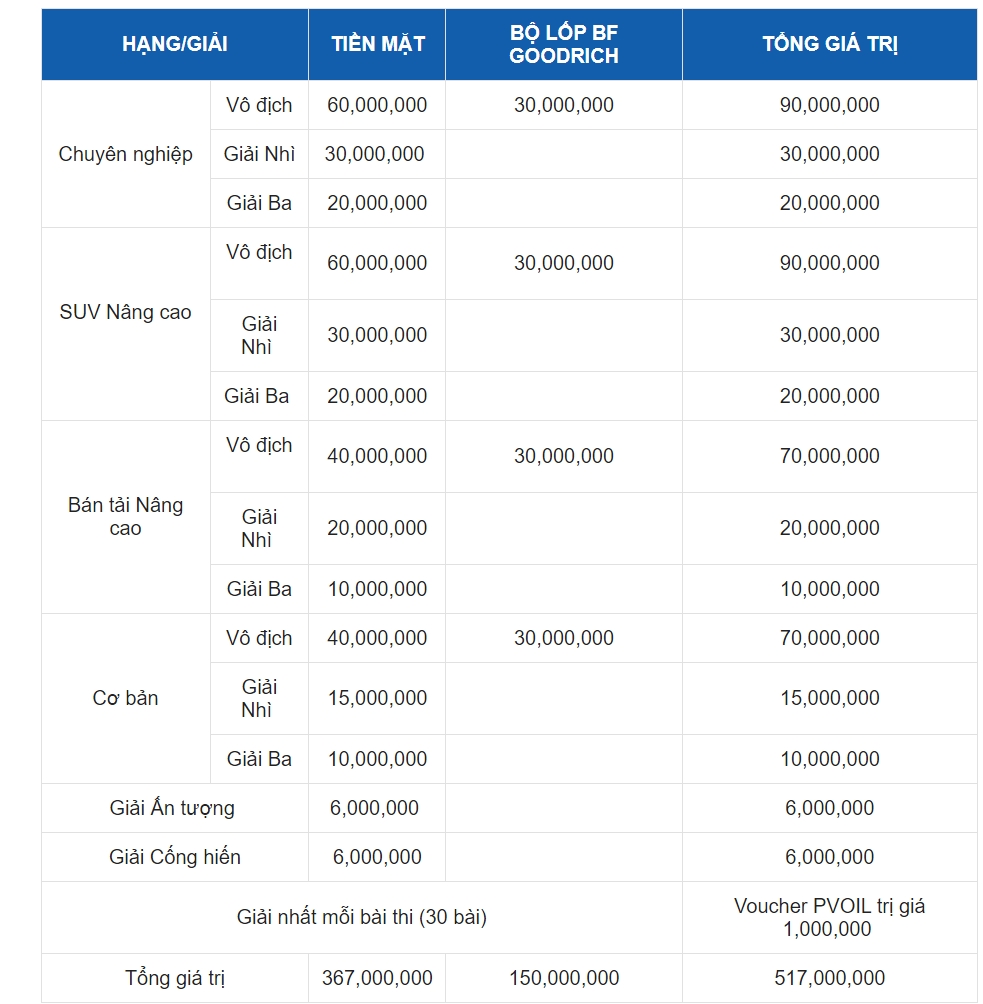 HẠNG/GIẢI
TIỀN MẶT
BỘ LỐP BF
GOODRICH
TỔNG GIÁ TRỊ
Chuyên nghiệp
Vô địch
60,000,000
30,000,000
90,000,000
Giải Nhì
30,000,000
30,000,000
Giải Ba
20,000,000
20,000,000
SUV Nâng cao
Vô địch
60,000,000
30,000,000
90,000,000
Giải
Nhì
30,000,000
30,000,000
Giải Ba
20,000,000
20,000,000
Bán tải Nâng
cao
Vô địch
40,000,000
30,000,000
70,000,000
Giải
Nhì
20,000,000
20,000,000
Giải Ba
10,000,000
10,000,000
Cơ bản
Vô địch
40,000,000
30,000,000
70,000,000
Giải
Nhì
15,000,000
15,000,000
Giải Ba
10,000,000
10,000,000
Giải Ấn tượng
6,000,000
6,000,000
Giải Cống hiến
6,000,000
6,000,000
Giải nhất mỗi bài thi (30 bài)
Voucher PVOIL trị giá
1,000,000
Tổng giá trị
367,000,000
150,000,000
517,000,000